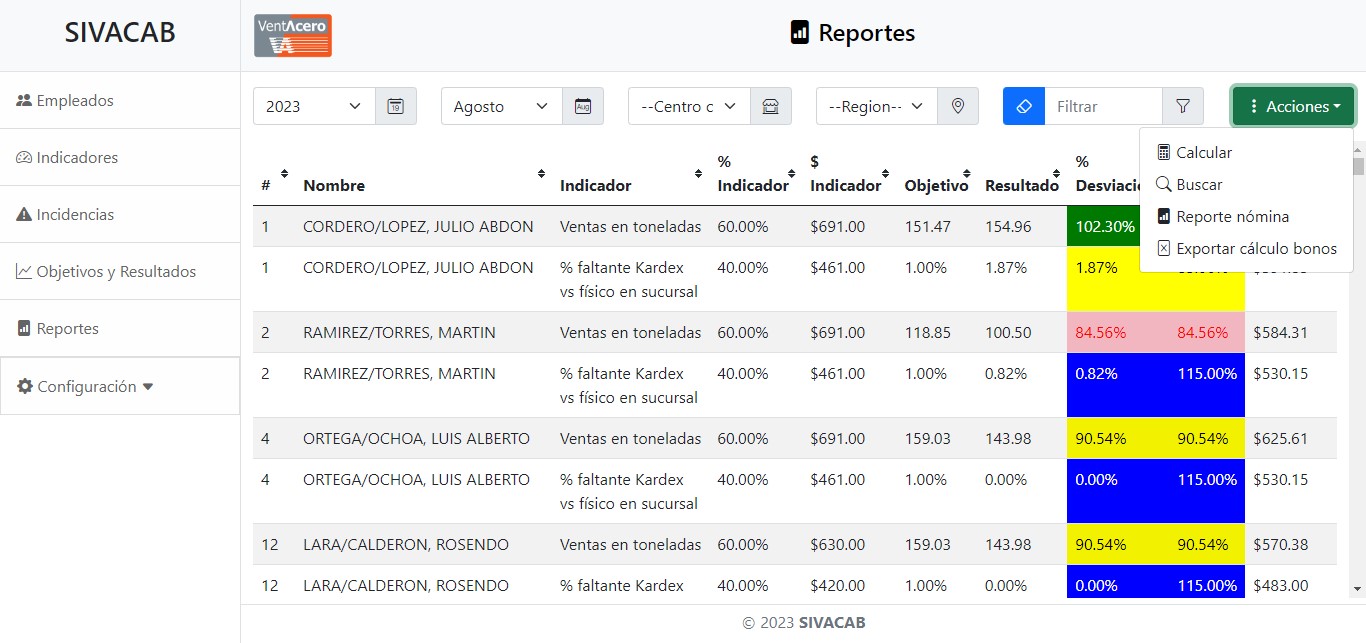 SIVACAB
VentAcero
VA
Reportes
Empleados
Indicadores
Incidencias
Objetivos y Resultados
Reportes
Configuración
2023
19
Agosto
Aug
--Centro c
--Region--
Filtrar
Acciones
Calcular
Buscar
Reporte nómina
Exportar cálculo bonos
# Nombre Indicador % Indicador $ Indicador Objetivo Resultado %
1 CORDERO/LOPEZ, JULIO ABDON Ventas en toneladas 60.00% $691.00 151.47 154.96 102.30%
1 CORDERO/LOPEZ, JULIO ABDON % faltante Kardex 40.00% $461.00 1.00% 1.87% 1.87%
vs físico en sucursal
2 RAMIREZ/TORRES, MARTIN Ventas en toneladas 60.00% $691.00 118.85 100.50 84.56% 84.56% $584.31
2 RAMIREZ/TORRES, MARTIN % faltante Kardex 40.00% $461.00 1.00% 0.82% 0.82% 115.00% $530.15
vs físico en sucursal
4 ORTEGA/OCHOA, LUIS ALBERTO Ventas en toneladas 60.00% $691.00 159.03 143.98 90.54% 90.54% $625.61
4 ORTEGA/OCHOA, LUIS ALBERTO % faltante Kardex 40.00% $461.00 1.00% 0.00% 0.00% 115.00% $530.15
vs físico en sucursal
12 LARA/CALDERON, ROSENDO Ventas en toneladas 60.00% $630.00 159.03 143.98 90.54% 90.54% $570.38
12 LARA/CALDERON, ROSENDO % faltante Kardex 40.00% $420.00 1.00% 0.00% 0.00% 115.00% $483.00
© 2023 SIVACAB